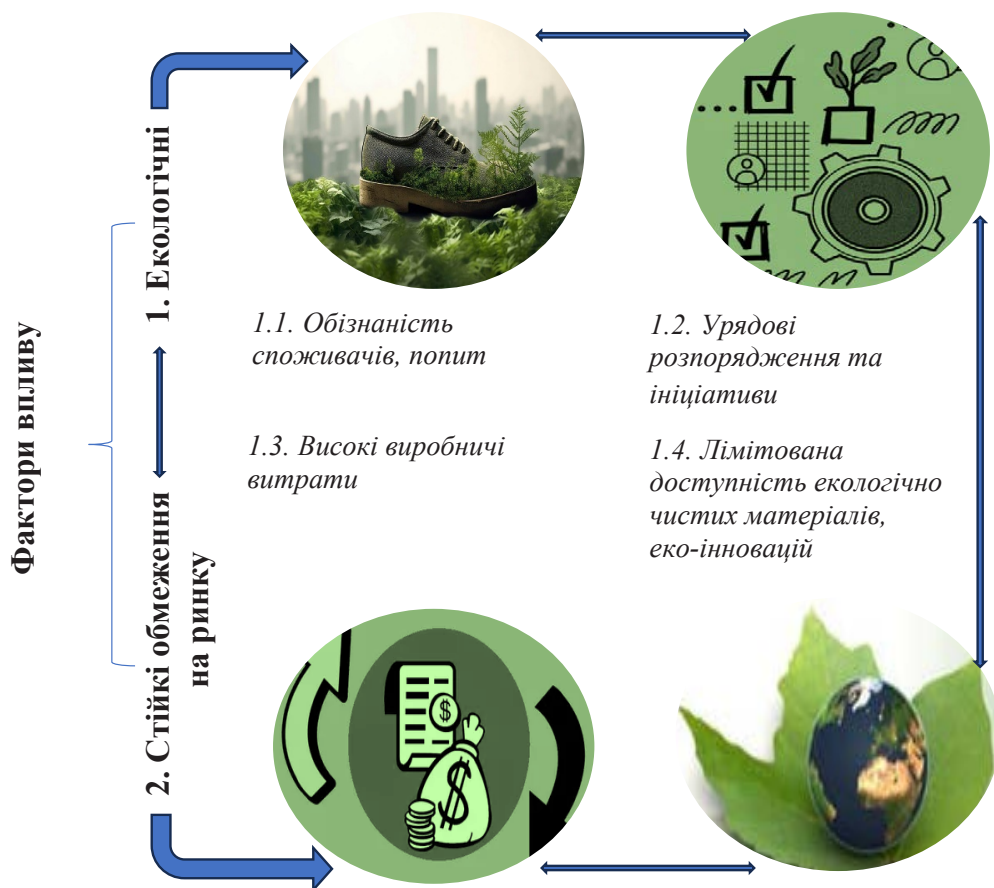 Фактори впливу
1. Екологічні
2. Стійкі обмеження
на ринку
1.1. Обізнаність
споживачів, попит
1.2. Урядові
розпорядження та
ініціативи
1.3. Високі виробничі
витрати
1.4. Лімітована
доступність екологічно
чистих матеріалів,
еко-інновацій
$
$